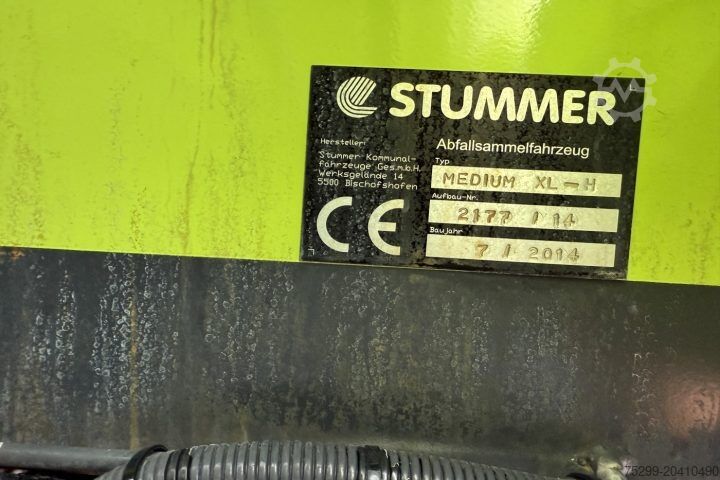 STUMMER
Hersteller:
Stummer Kommunal-
fahrzeuge Ges.m.b.H.
Werksgelände 14
5500 Bischofshofen
CE
Abfallsammelfahrzeug
Typ
MEDIUM XL-H
Aufbau-Nr.
2177 / 14
Baujahr
7 / 2014
75299-20410490